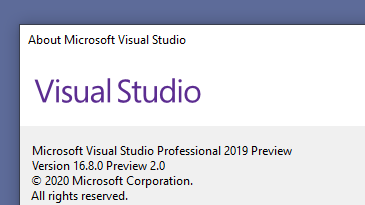 About Microsoft Visual Studio
Visual Studio
Microsoft Visual Studio Professional 2019 Preview
Version 16.8.0 Preview 2.0
© 2020 Microsoft Corporation.
All rights reserved.